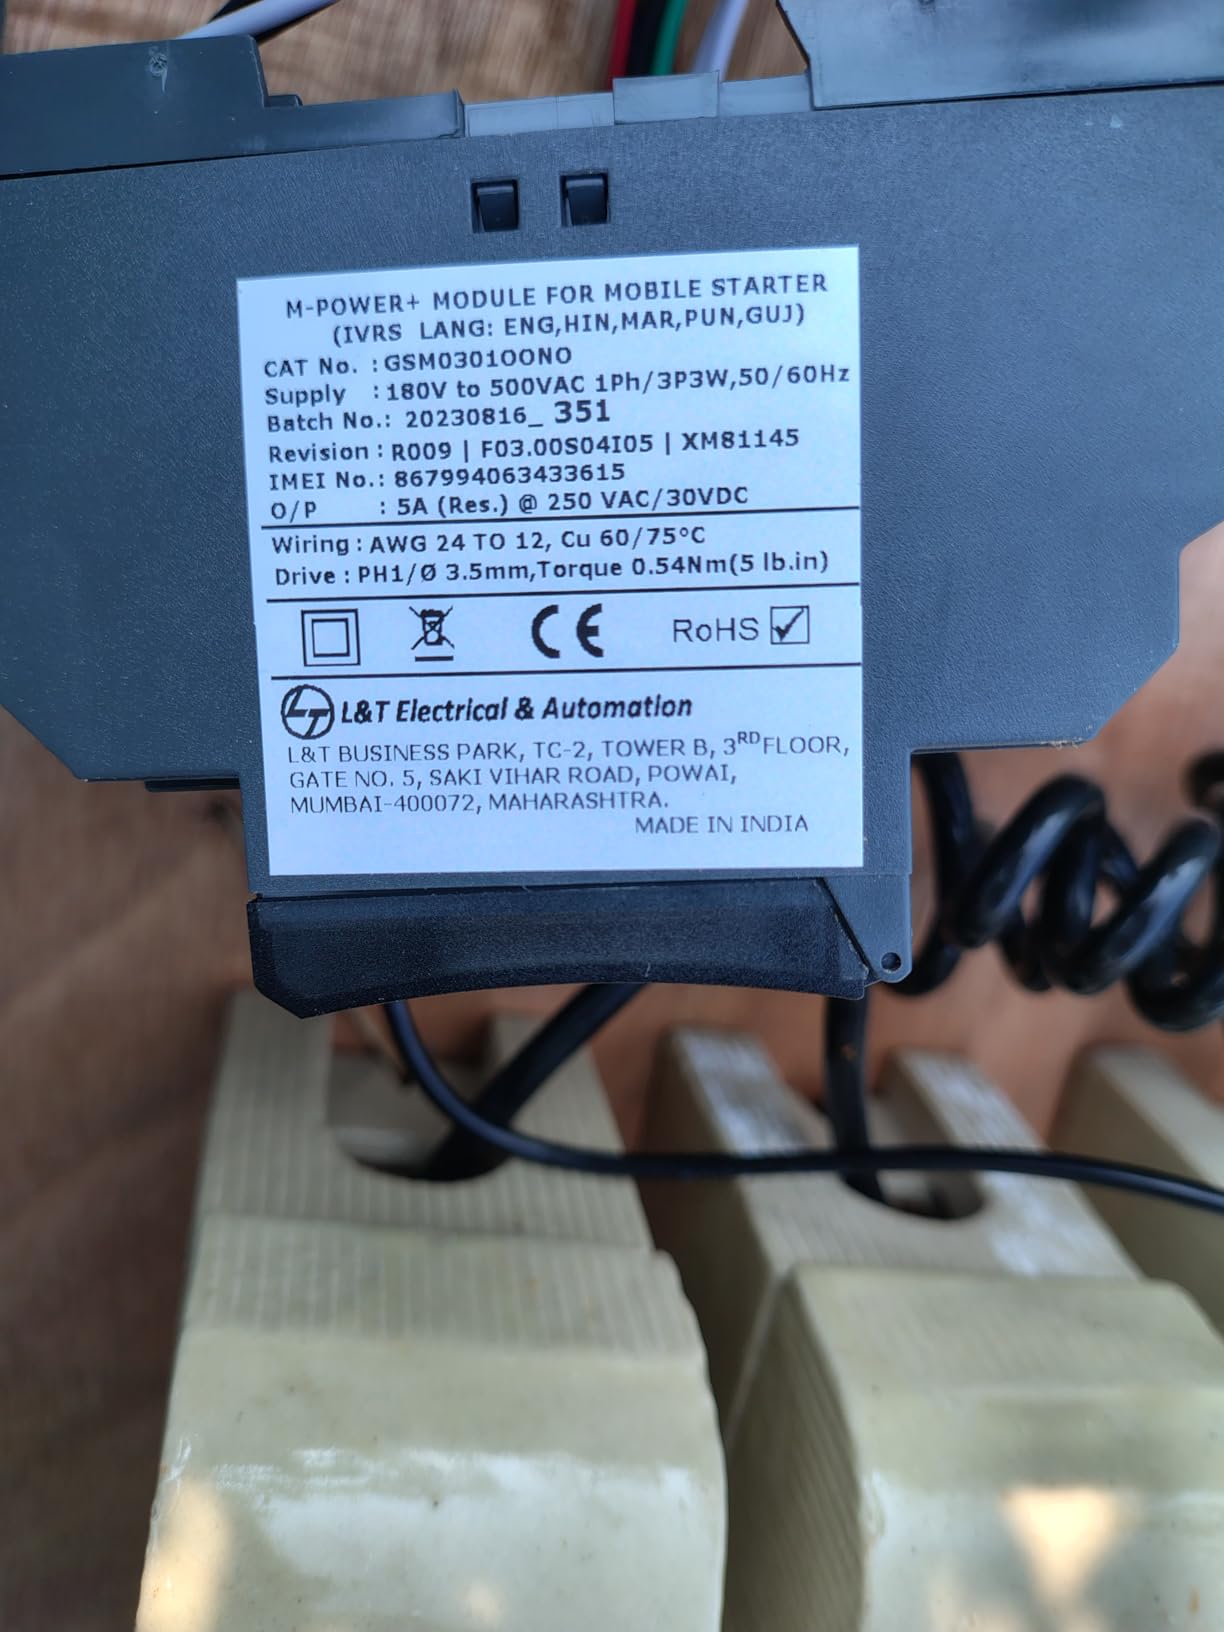 M-POWER+ MODULE FOR MOBILE STARTER
(IVRS LANG: ENG,HIN,MAR,PUN,GUJ)
CAT No. : GSM03010ONO
Supply : 180V to 500VAC 1Ph/3P3W,50/60Hz
Batch No.: 20230816_ 351
Revision : R009 | F03.00S04I05 | XM81145
IMEI No.: 867994063433615
O/P : 5A (Res.) @ 250 VAC/30VDC
Wiring : AWG 24 TO 12, Cu 60/75°C
Drive : PH1/Ø 3.5mm,Torque 0.54Nm(5 lb.in)
CE RoHS
LT L&T Electrical & Automation
L&T BUSINESS PARK, TC-2, TOWER B, 3RD FLOOR,
GATE NO. 5, SAKI VIHAR ROAD, POWAI,
MUMBAI-400072, MAHARASHTRA.
MADE IN INDIA